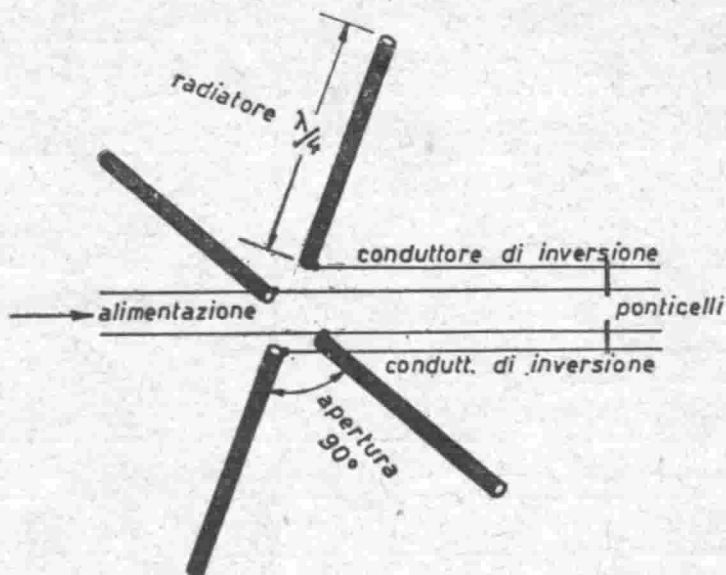 radiatore
λ/4
conduttore di inversione
alimentazione
ponticelli
condutt. di inversione
apertura
90°